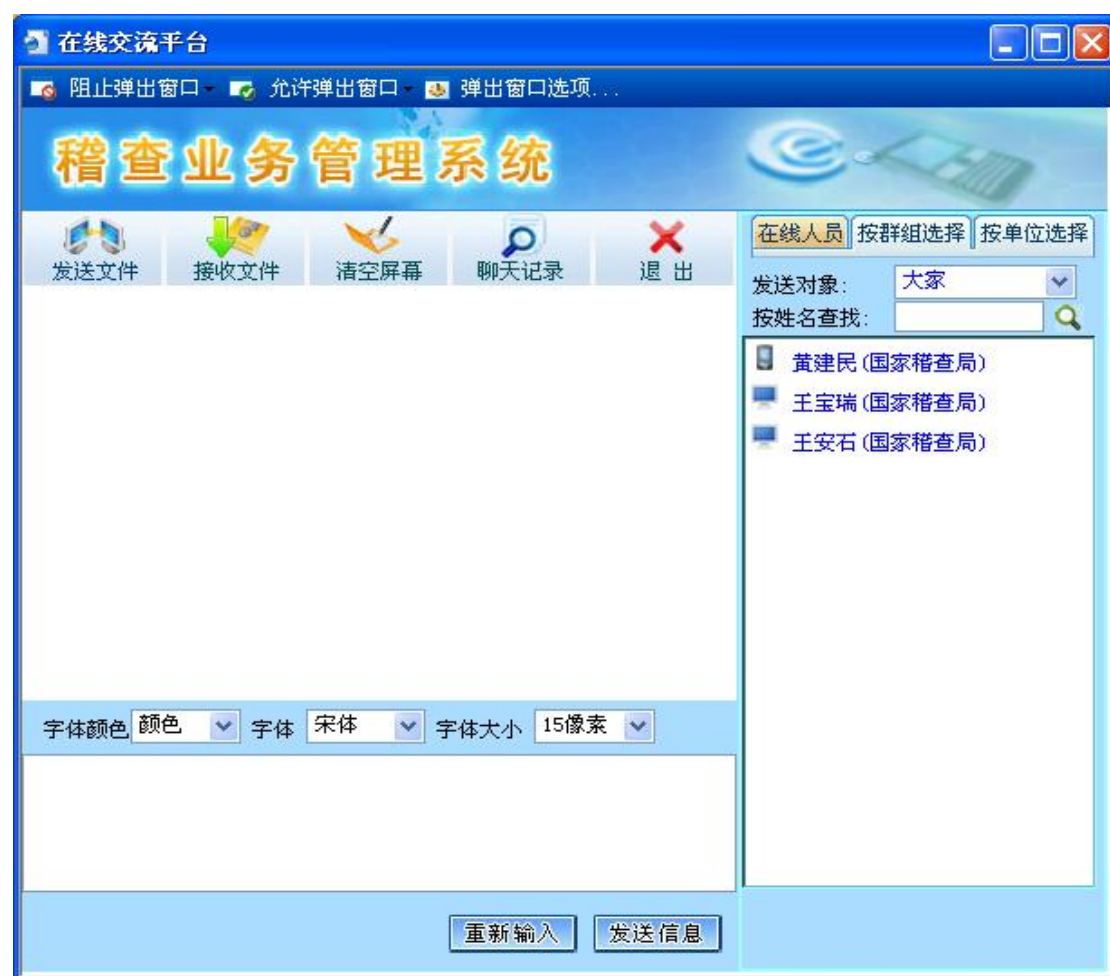 在线交流平台
阻止弹出窗口 允许弹出窗口 弹出窗口选项...
稽查业务管理系统
发送文件 接收文件 清空屏幕 聊天记录 退出
在线人员 按群组选择 按单位选择
发送对象: 大家
按姓名查找:
黄建民(国家稽查局)
王宝瑞(国家稽查局)
王安石(国家稽查局)
字体颜色 颜色 字体 宋体 字体大小 15像素
重新输入 发送信息